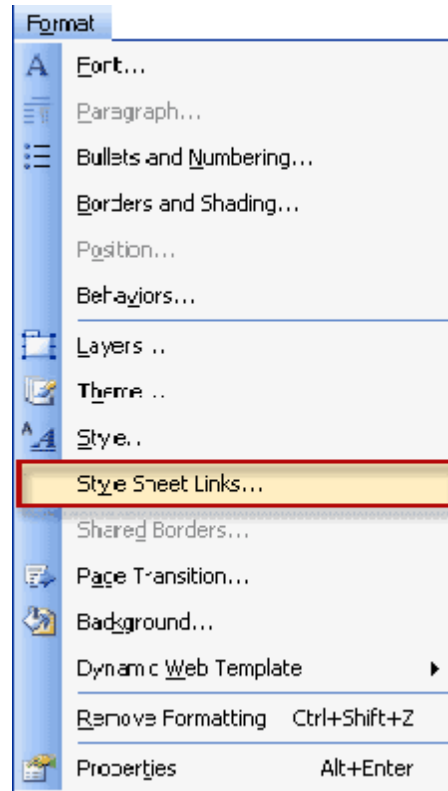 Format
Font...
Paragraph...
Bullets and Numbering...
Borders and Shading...
Position...
Behaviors...
Layers...
Theme...
Style...
Style Sheet Links...
Shared Borders...
Page Transition...
Background...
Dynamic Web Template
Remove Formatting Ctrl+Shift+Z
Properties Alt+Enter